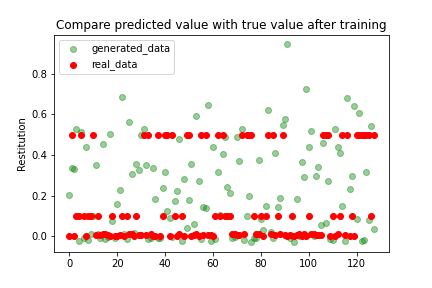 Compare predicted value with true value after training
generated_data
real_data
Restitution
0.8
0.6
0.4
0.2
0.0
0 20 40 60 80 100 120